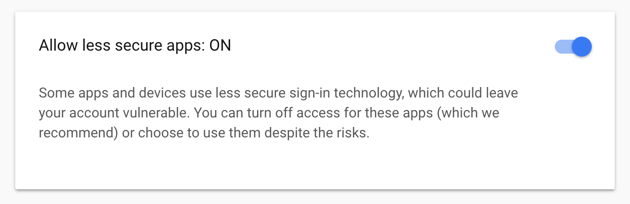 Allow less secure apps: ON
Some apps and devices use less secure sign-in technology, which could leave
your account vulnerable. You can turn off access for these apps (which we
recommend) or choose to use them despite the risks.